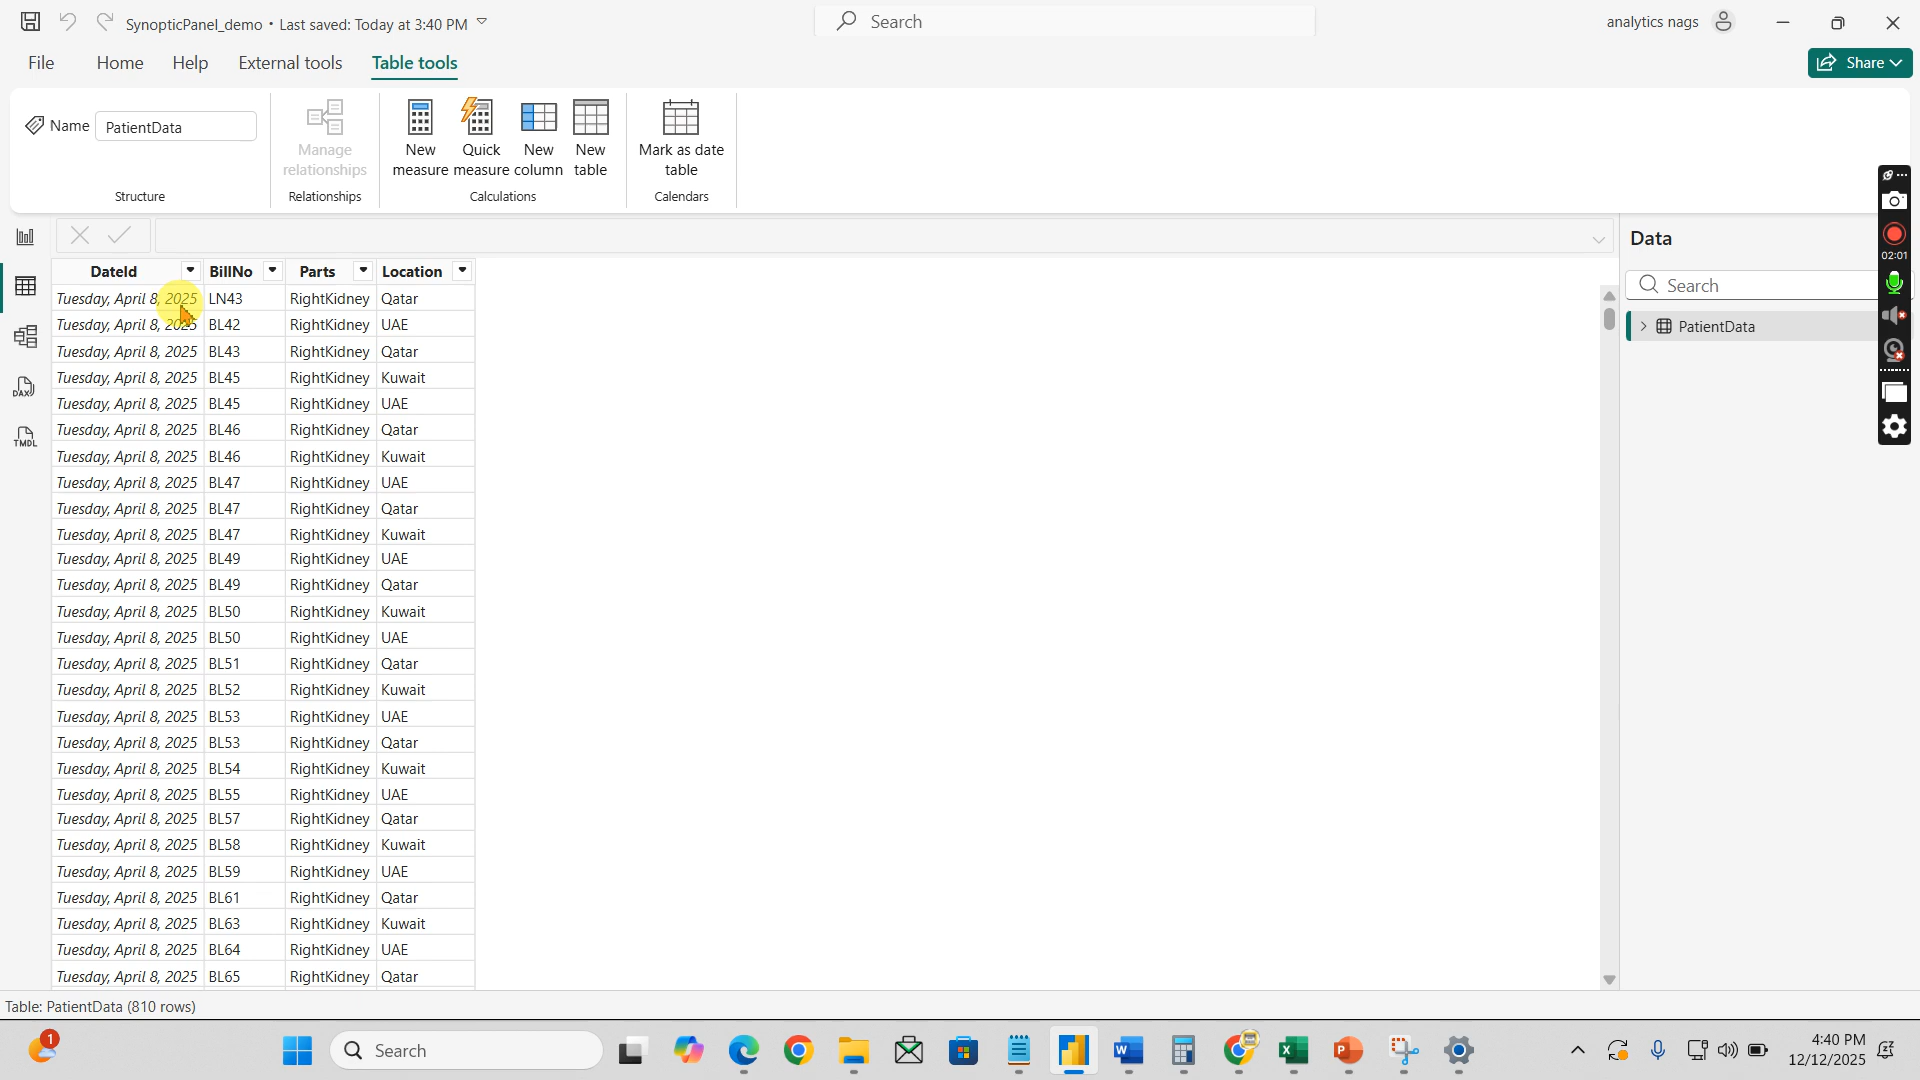 SynopticPanel_demo • Last saved: Today at 3:40 PM
Search
analytics nags
File Home Help External tools Table tools
Share
Name PatientData
Manage relationships
New measure
Quick measure
New column
New table
Mark as date table
Structure Relationships Calculations Calendars
DateId BillNo Parts Location
Tuesday, April 8, 2025 LN43 RightKidney Qatar
Tuesday, April 8, 2025 BL42 RightKidney UAE
Tuesday, April 8, 2025 BL43 RightKidney Qatar
Tuesday, April 8, 2025 BL45 RightKidney Kuwait
Tuesday, April 8, 2025 BL45 RightKidney UAE
Tuesday, April 8, 2025 BL46 RightKidney Qatar
Tuesday, April 8, 2025 BL46 RightKidney Kuwait
Tuesday, April 8, 2025 BL47 RightKidney UAE
Tuesday, April 8, 2025 BL47 RightKidney Qatar
Tuesday, April 8, 2025 BL47 RightKidney Kuwait
Tuesday, April 8, 2025 BL49 RightKidney UAE
Tuesday, April 8, 2025 BL49 RightKidney Qatar
Tuesday, April 8, 2025 BL50 RightKidney Kuwait
Tuesday, April 8, 2025 BL50 RightKidney UAE
Tuesday, April 8, 2025 BL51 RightKidney Qatar
Tuesday, April 8, 2025 BL52 RightKidney Kuwait
Tuesday, April 8, 2025 BL53 RightKidney UAE
Tuesday, April 8, 2025 BL53 RightKidney Qatar
Tuesday, April 8, 2025 BL54 RightKidney Kuwait
Tuesday, April 8, 2025 BL55 RightKidney UAE
Tuesday, April 8, 2025 BL57 RightKidney Qatar
Tuesday, April 8, 2025 BL58 RightKidney Kuwait
Tuesday, April 8, 2025 BL59 RightKidney UAE
Tuesday, April 8, 2025 BL61 RightKidney Qatar
Tuesday, April 8, 2025 BL63 RightKidney Kuwait
Tuesday, April 8, 2025 BL64 RightKidney UAE
Tuesday, April 8, 2025 BL65 RightKidney Qatar
DAX
TMDL
Data
Search
PatientData
02:01
Table: PatientData (810 rows)
1
Search
4:40 PM
12/12/2025